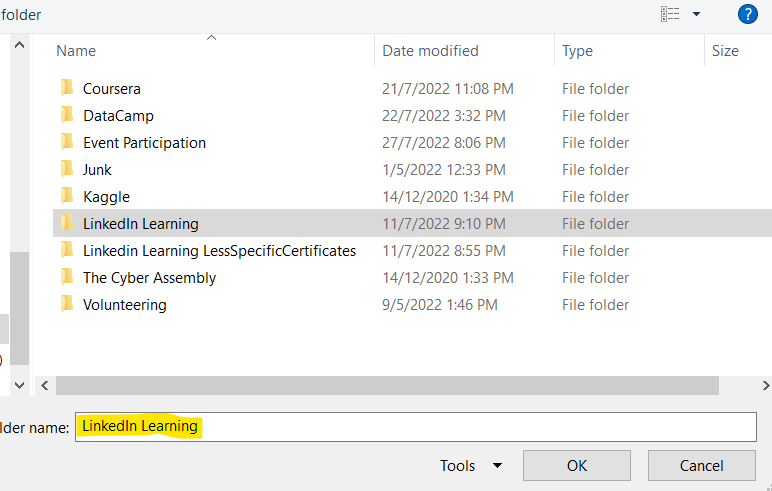 folder
?
Name Date modified Type Size
Coursera 21/7/2022 11:08 PM File folder
DataCamp 22/7/2022 3:32 PM File folder
Event Participation 27/7/2022 8:06 PM File folder
Junk 1/5/2022 12:33 PM File folder
Kaggle 14/12/2020 1:34 PM File folder
LinkedIn Learning 11/7/2022 9:10 PM File folder
Linkedin Learning LessSpecificCertificates 11/7/2022 8:55 PM File folder
The Cyber Assembly 14/12/2020 1:33 PM File folder
Volunteering 9/5/2022 1:46 PM File folder
)
lder name: LinkedIn Learning
Tools OK Cancel